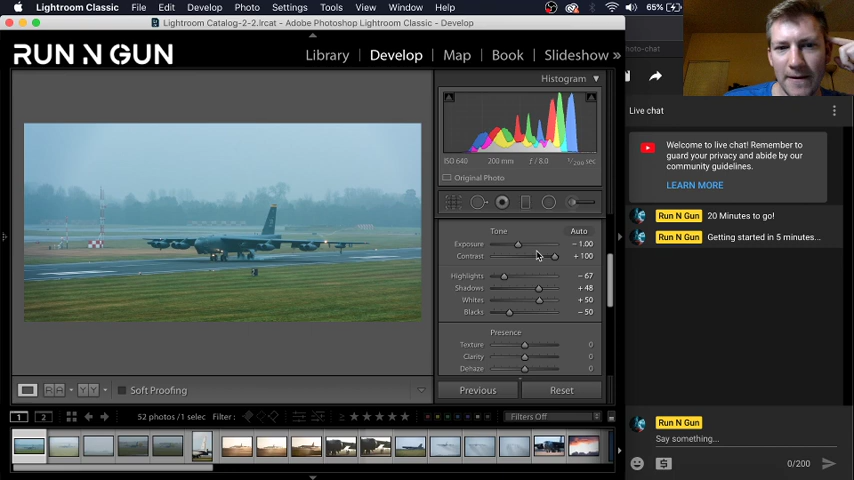 Lightroom Classic File Edit Develop Photo Settings Tools View Window Help 65%
Lightroom Catalog-2-2.lrcat - Adobe Photoshop Lightroom Classic - Develop
RUN N GUN Library | Develop | Map | Book | Slideshow »
Histogram
ISO 640 200 mm ƒ / 8.0
Original Photo
Tone Auto
Exposure − 1.00
Contrast + 100
Highlights − 67
Shadows + 48
Whites + 50
Blacks − 50
Presence
Texture 0
Clarity 0
Dehaze 0
Previous Reset
Soft Proofing
1 2 52 photos / 1 selec Filter : Filters Off
Live chat
Welcome to live chat! Remember to
guard your privacy and abide by our
community guidelines.
LEARN MORE
Run N Gun 20 Minutes to go!
Run N Gun Getting started in 5 minutes...
Run N Gun
Say something...
0/200